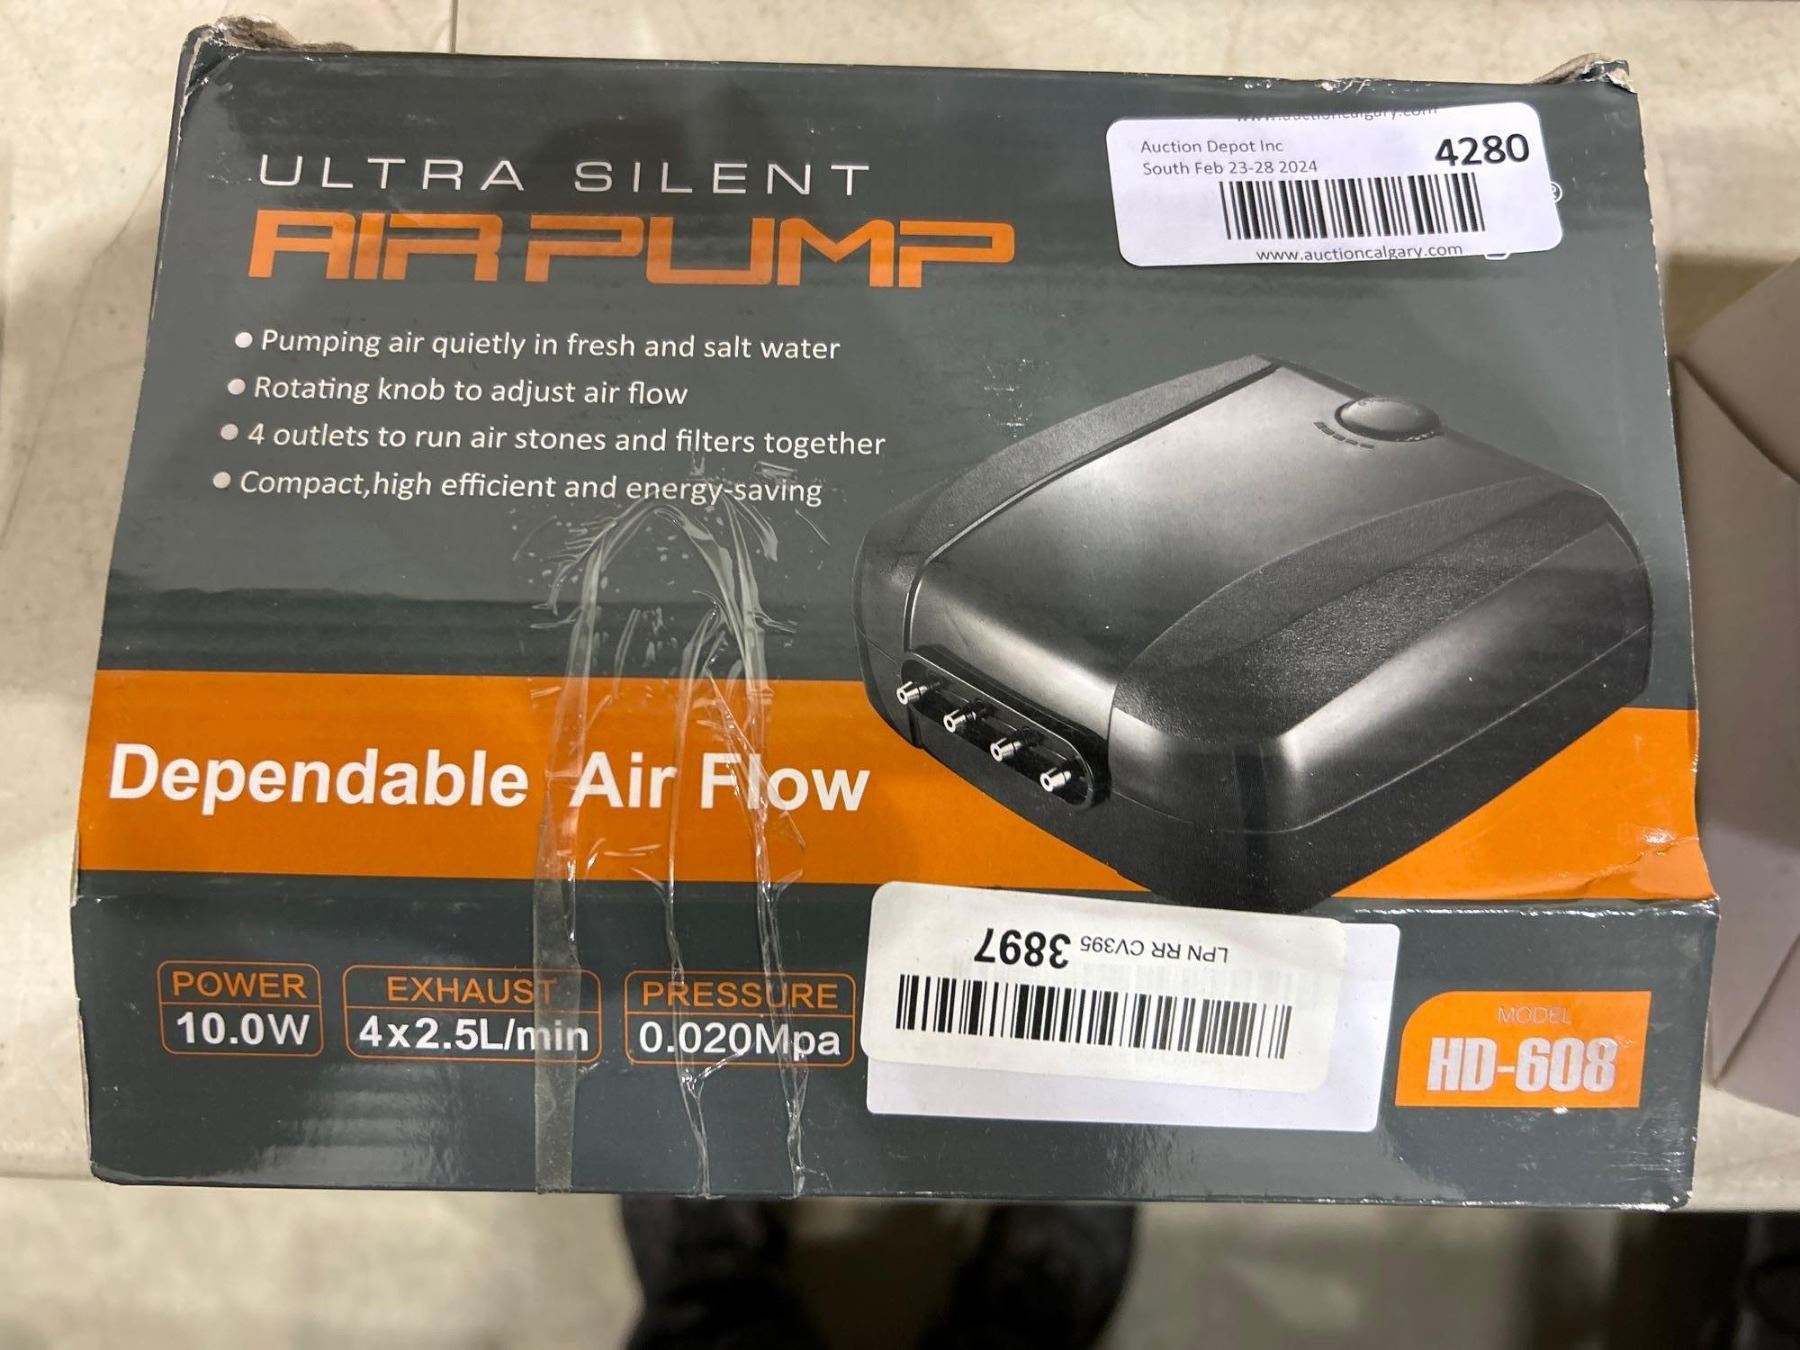 ULTRA SILENT
AIR PUMP
Pumping air quietly in fresh and salt water
Rotating knob to adjust air flow
4 outlets to run air stones and filters together
Compact,high efficient and energy-saving
Auction Depot Inc
South Feb 23-28 2024
4280
www.auctioncalgary.com
®
Dependable Air Flow
POWER
10.0W
EXHAUST
4x2.5L/min
PRESSURE
0.020Mpa
LPN RR CV395 3897
MODEL
HD-608